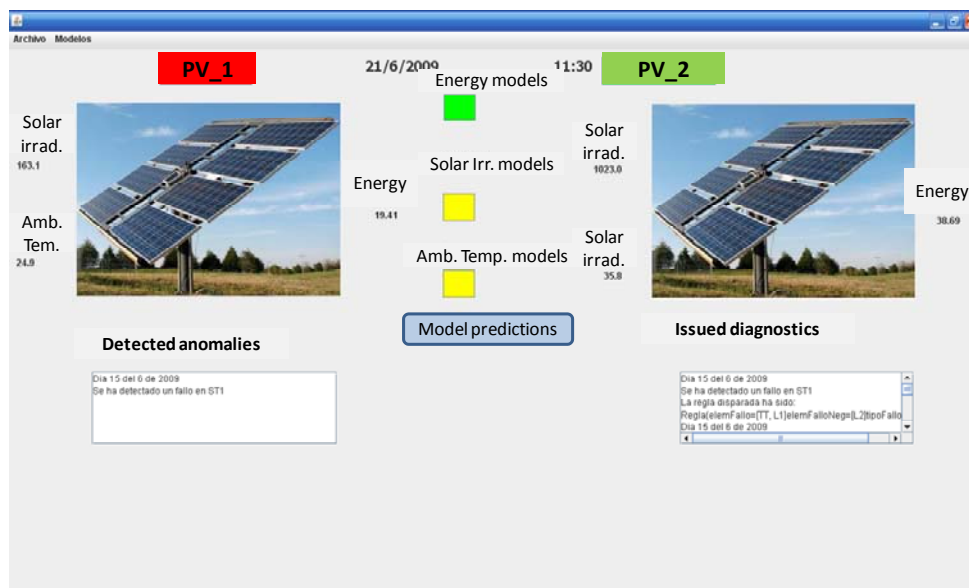 Archivo Modelos
PV_1
21/6/2009
11:30
PV_2
Energy models
Solar
irrad.
163.1
Solar Irr. models
Energy
19.41
Solar
irrad.
1023.0
Energy
38.69
Amb.
Tem.
24.9
Amb. Temp. models
Solar
irrad.
35.8
Model predictions
Detected anomalies
Issued diagnostics
Dia 15 del 6 de 2009
Se ha detectado un fallo en ST1
Dia 15 del 6 de 2009
Se ha detectado un fallo en ST1
La regla disparada ha sido:
Regla(elemFallo=[TT, L1]elemFalloNeg=[L2]tipoFallo
Dia 15 del 6 de 2009